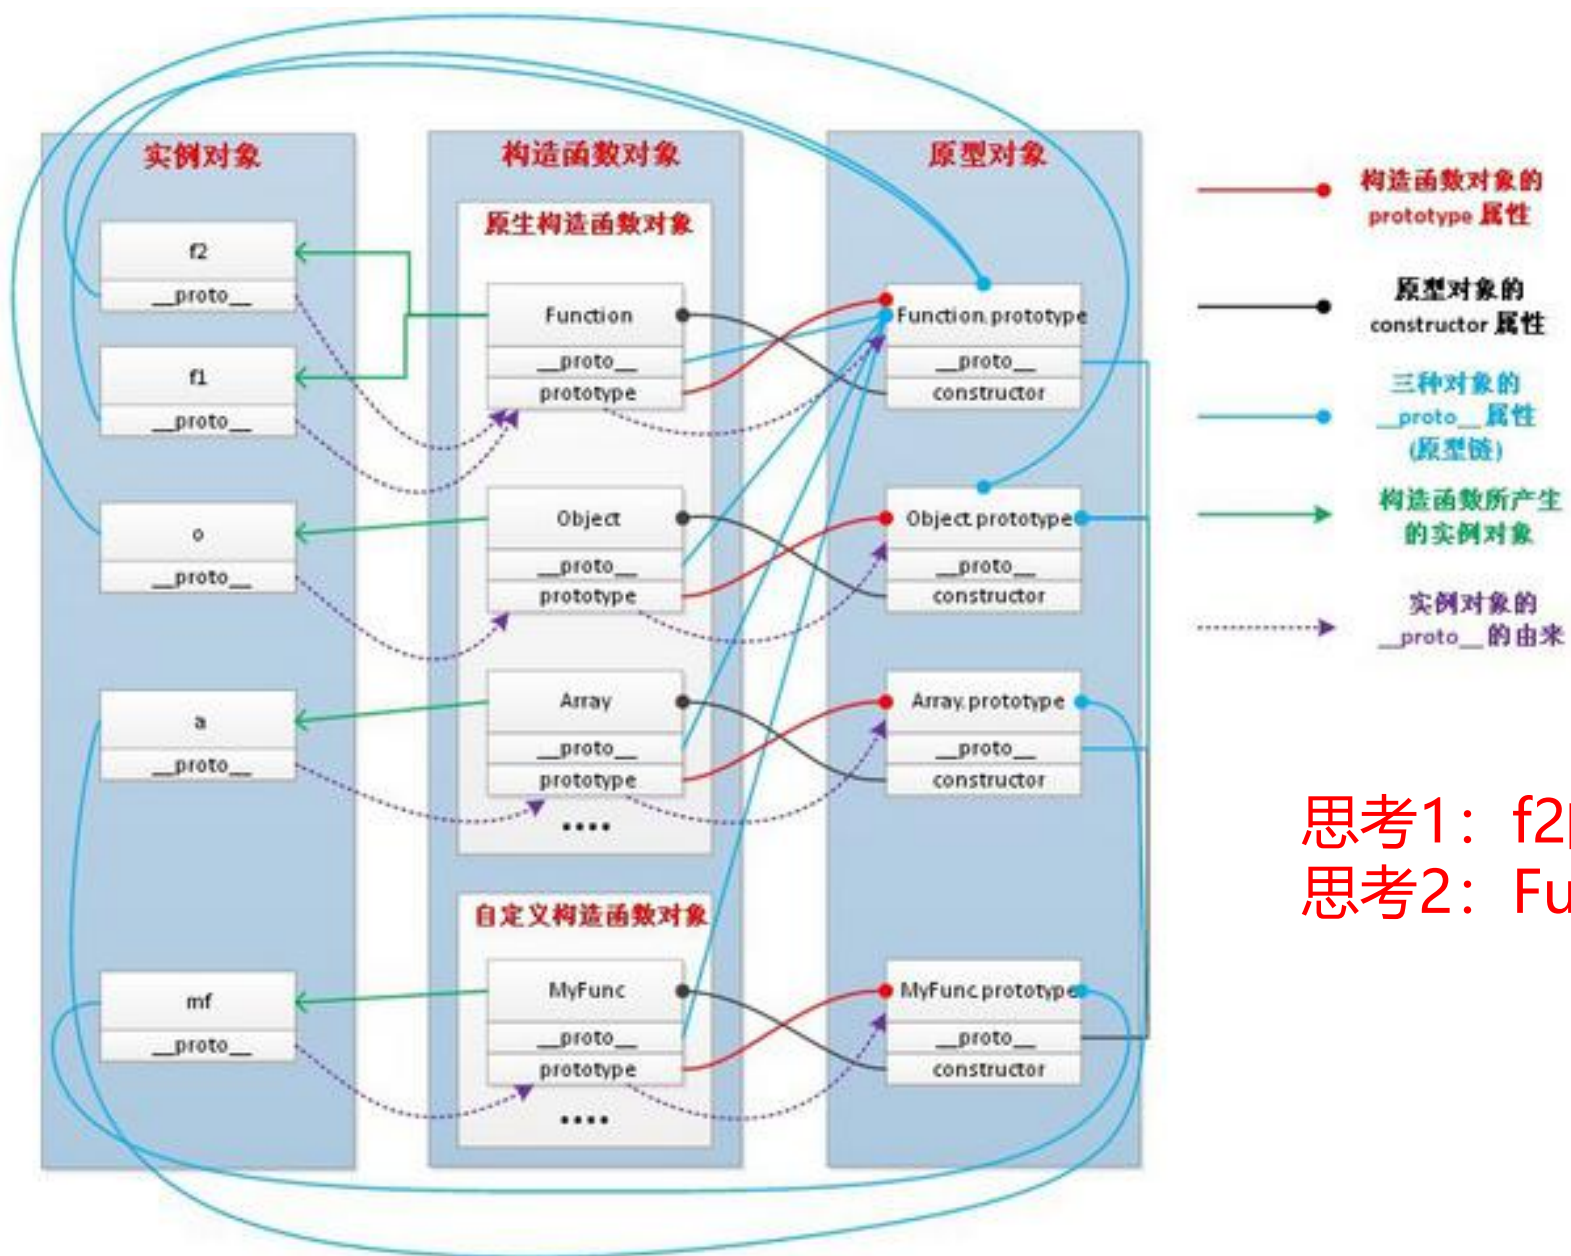 实例对象
f2
__proto__
f1
__proto__
o
__proto__
a
__proto__
mf
__proto__
构造函数对象
原生构造函数对象
Function
__proto__
prototype
Object
__proto__
prototype
Array
__proto__
prototype
....
自定义构造函数对象
MyFunc
__proto__
prototype
....
原型对象
Function.prototype
__proto__
constructor
Object.prototype
__proto__
constructor
Array.prototype
__proto__
constructor
MyFunc.prototype
__proto__
constructor
构造函数对象的
prototype 属性
原型对象的
constructor 属性
三种对象的
__proto__属性
(原型链)
构造函数所产生
的实例对象
实例对象的
__proto__的由来
思考1：f2
思考2：Fu